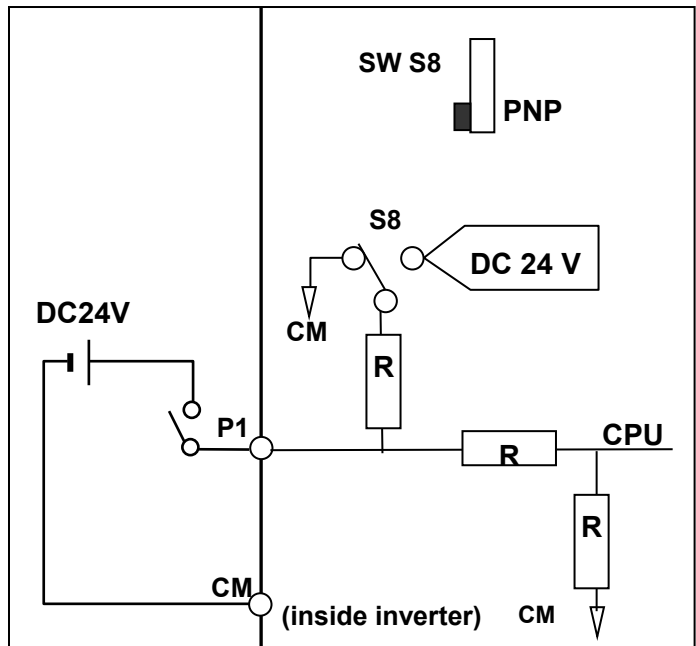 SW S8
PNP
S8
DC 24 V
DC24V
CM
R
P1
R
CPU
R
CM
(inside inverter)
CM